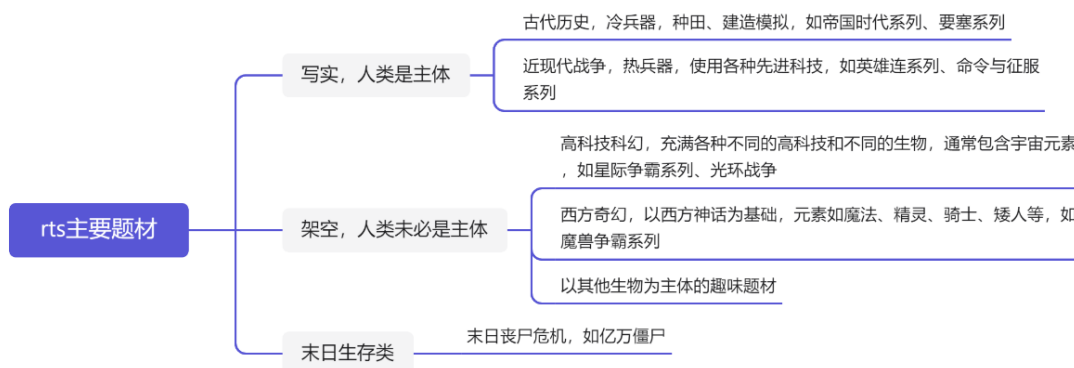 rts主要题材
写实，人类是主体
古代历史，冷兵器，种田、建造模拟，如帝国时代系列、要塞系列
近现代战争，热兵器，使用各种先进科技，如英雄连系列、命令与征服
系列
架空，人类未必是主体
高科技科幻，充满各种不同的高科技和不同的生物，通常包含宇宙元素
，如星际争霸系列、光环战争
西方奇幻，以西方神话为基础，元素如魔法、精灵、骑士、矮人等，如
魔兽争霸系列
以其他生物为主体的趣味题材
末日生存类
末日丧尸危机，如亿万僵尸